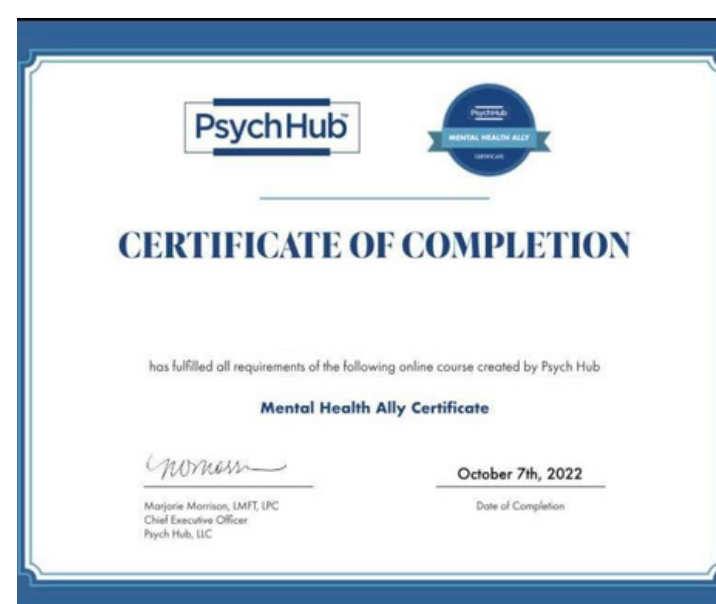 PsychHub™
PsychHub
MENTAL HEALTH ALLY
CERTIFICATE
CERTIFICATE OF COMPLETION
has fulfilled all requirements of the following online course created by Psych Hub
Mental Health Ally Certificate
October 7th, 2022
Marjorie Morrison, LMFT, LPC
Chief Executive Officer
Psych Hub, LLC
Date of Completion